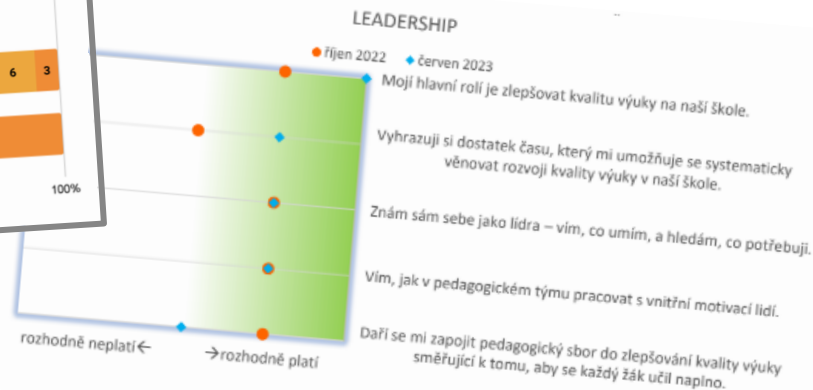 6 3
100%
LEADERSHIP
říjen 2022 červen 2023
Mojí hlavní rolí je zlepšovat kvalitu výuky na naší škole.
Vyhrazuji si dostatek času, který mi umožňuje se systematicky
věnovat rozvoji kvality výuky v naší škole.
Znám sám sebe jako lídra – vím, co umím, a hledám, co potřebuji.
Vím, jak v pedagogickém týmu pracovat s vnitřní motivací lidí.
Daří se mi zapojit pedagogický sbor do zlepšování kvality výuky
směřující k tomu, aby se každý žák učil naplno.
rozhodně neplatí← →rozhodně platí